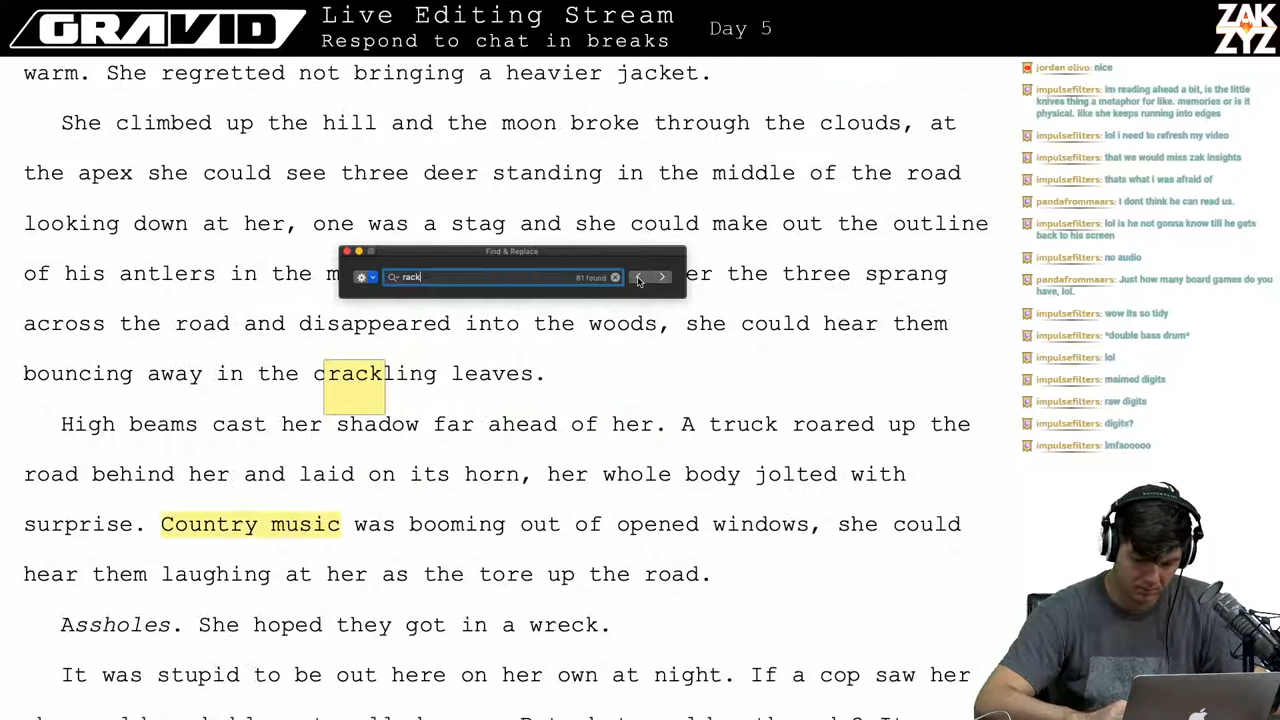 GRAVID
Live Editing Stream
Respond to chat in breaks
Day 5
ZAK
ZYZ
warm. She regretted not bringing a heavier jacket.
She climbed up the hill and the moon broke through the clouds, at
the apex she could see three deer standing in the middle of the road
looking down at her, one was a scag and she could make out the outline
of his antlers in the m
er the three sprang
across the road and disappeared into the woods, she could hear them
bouncing away in the crackling leaves.
High beams cast her shadow far ahead of her. A truck roared up the
road behind her and laid on its horn, her whole body jolted with
surprise. Country music was booming out of opened windows, she could
hear them laughing at her as the tore up the road.
Assholes. She hoped they got in a wreck.
It was stupid to be out here on her own at night. If a cop saw her
Find & Replace
rack
81 found
jordan olivo: nice
impulsefilters: im reading ahead a bit, is the little
knives thing a metaphor for like. memories or is it
physical. like she keeps running into edges
impulsefilters: lol i need to refresh my video
impulsefilters: that we would miss zak insights
impulsefilters: thats what i was afraid of
pandafrommaars: i dont think he can read us.
impulsefilters: lol is he not gonna know till he gets
back to his screen
impulsefilters: no audio
pandafrommaars: Just how many board games do you
have, lol.
impulsefilters: wow its so tidy
impulsefilters: *double bass drum*
impulsefilters: lol
impulsefilters: maimed digits
impulsefilters: raw digits
impulsefilters: digits?
impulsefilters: lmfaooooo